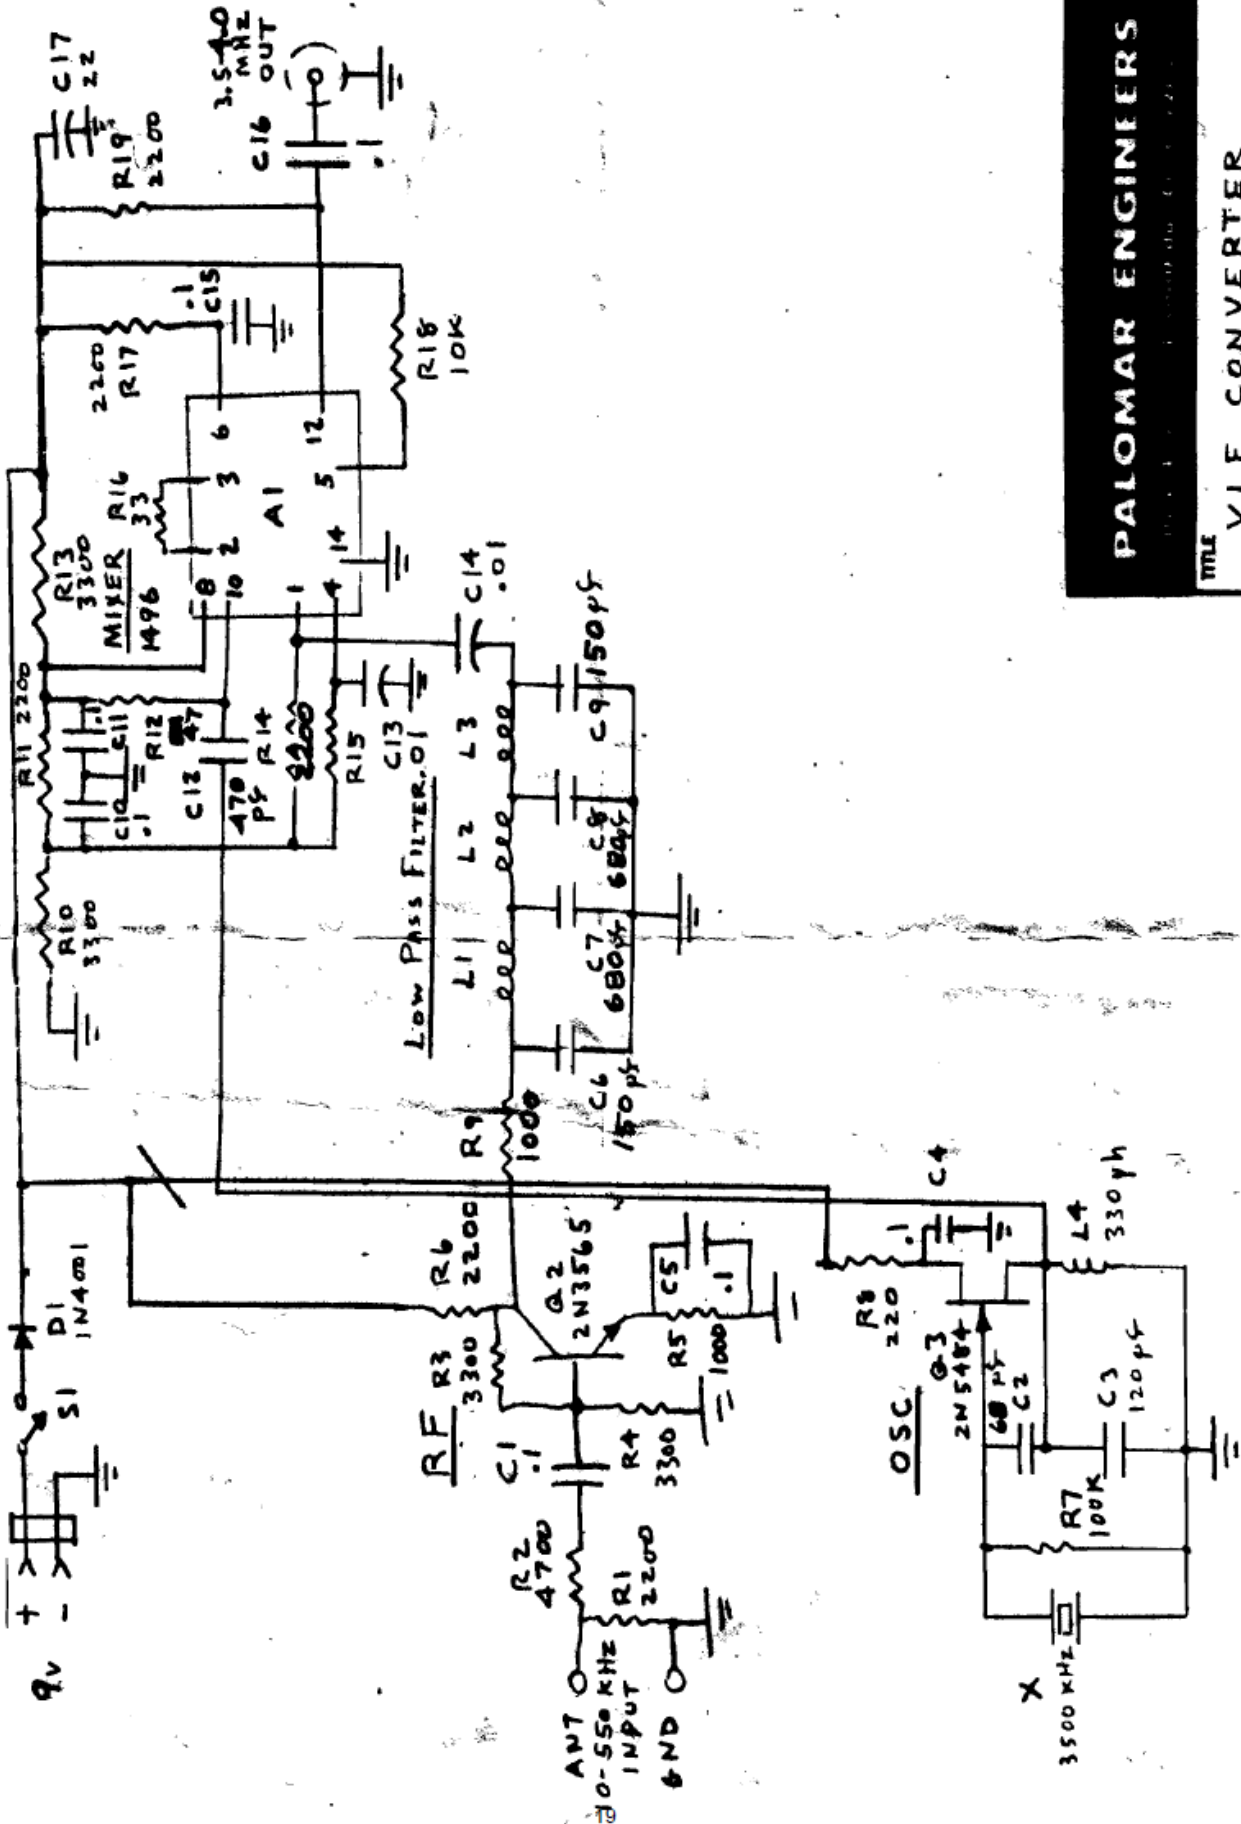 +
-
9v
S1
D1
1N4001
R10
3300
R11 2200
C10
.1
.1
C11
R12
47
C12
470
pf
R13
3300
MIXER
1496
R14
2200
R15
C13
.01
R16
33
8
10
2
3
6
1
4
A1
14
5
12
2200
R17
.1
C15
R18
10K
R19
2200
C17
22
C16
.1
3.5-4.0
MHZ
OUT
C14
.01
LOW PASS FILTER
L1
L2
L3
C6
150 pf
C7
680pf
C8
680pf
C9
150pf
R9
1000
RF
R6
2200
R3
3300
Q2
2N3565
C5
.1
R5
1000
C1
.1
R4
3300
R2
4700
R1
2200
ANT
10-550 KHZ
INPUT
GND
OSC
R8
220
.1
C4
Q3
2N5484
68 pf
C2
C3
120pf
L4
330 μh
R7
100K
X
3500 KHZ
PALOMAR ENGINEERS
TITLE
VLF CONVERTER
19